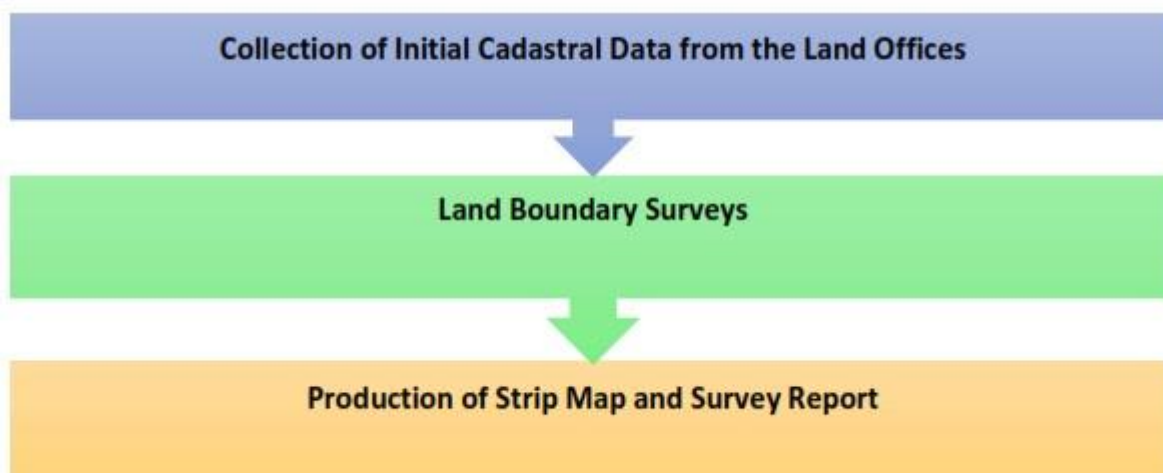 Collection of Initial Cadastral Data from the Land Offices
Land Boundary Surveys
Production of Strip Map and Survey Report